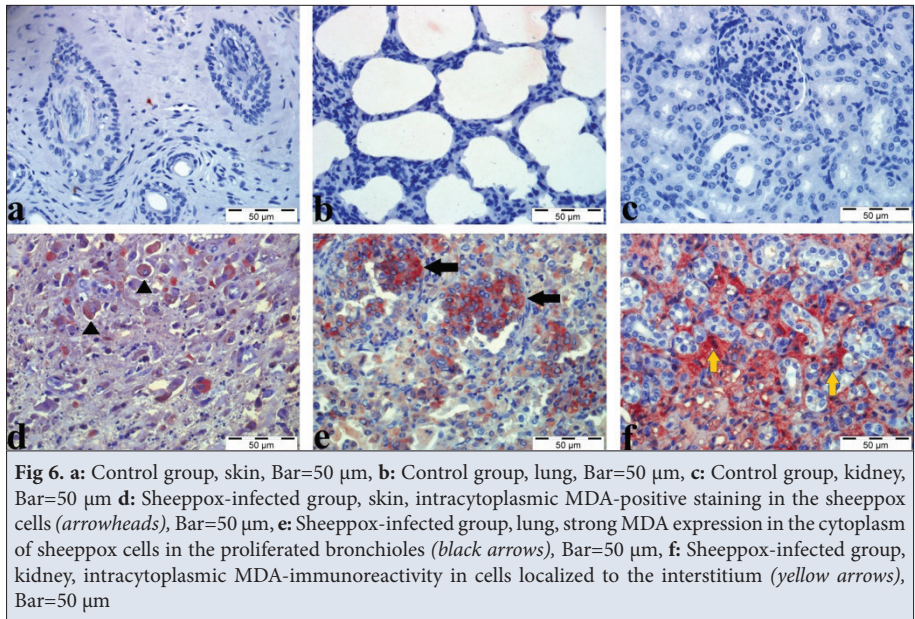 a
50 µm
b
50 µm
c
50 µm
d
50 µm
e
50 µm
f
50 µm
Fig 6. a: Control group, skin, Bar=50 µm, b: Control group, lung, Bar=50 µm, c: Control group, kidney,
Bar=50 µm d: Sheeppox-infected group, skin, intracytoplasmic MDA-positive staining in the sheeppox
cells (arrowheads), Bar=50 µm, e: Sheeppox-infected group, lung, strong MDA expression in the cytoplasm
of sheeppox cells in the proliferated bronchioles (black arrows), Bar=50 µm, f: Sheeppox-infected group,
kidney, intracytoplasmic MDA-immunoreactivity in cells localized to the interstitium (yellow arrows),
Bar=50 µm